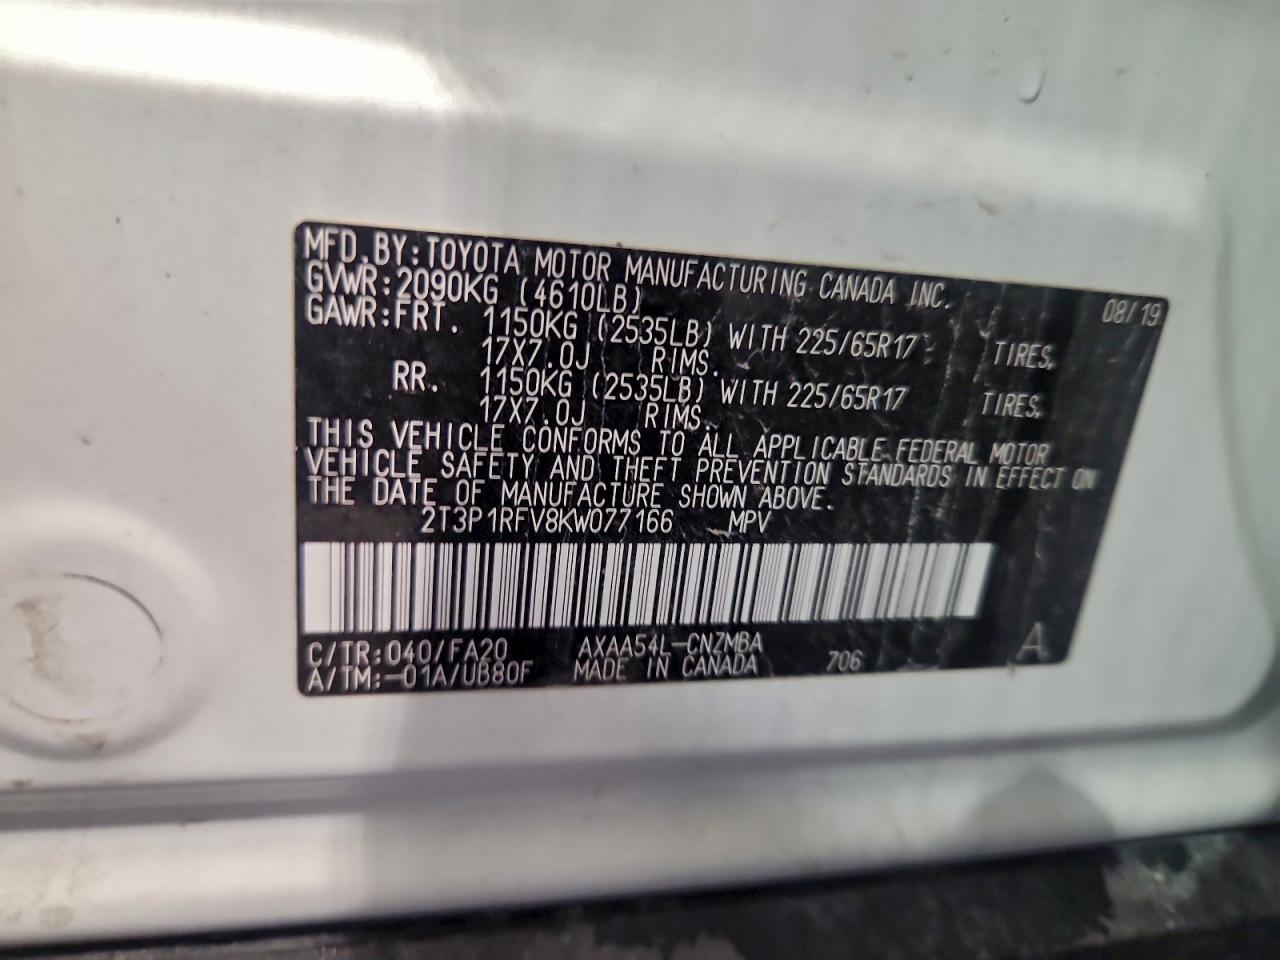 MFD.BY:TOYOTA MOTOR MANUFACTURING CANADA INC. 08/19
GVWR:2090KG (4610LB)
GAWR:FRT. 1150KG (2535LB) WITH 225/65R17 TIRES,
17X7.0J RIMS.
RR. 1150KG (2535LB) WITH 225/65R17 TIRES,
17X7.0J RIMS.
THIS VEHICLE CONFORMS TO ALL APPLICABLE FEDERAL MOTOR
VEHICLE SAFETY AND THEFT PREVENTION STANDARDS IN EFFECT ON
THE DATE OF MANUFACTURE SHOWN ABOVE.
2T3P1RFV8KW077166 MPV
C/TR:040/FA20 AXAA54L-CNZMBA 706 A
A/TM:-01A/UB80F MADE IN CANADA